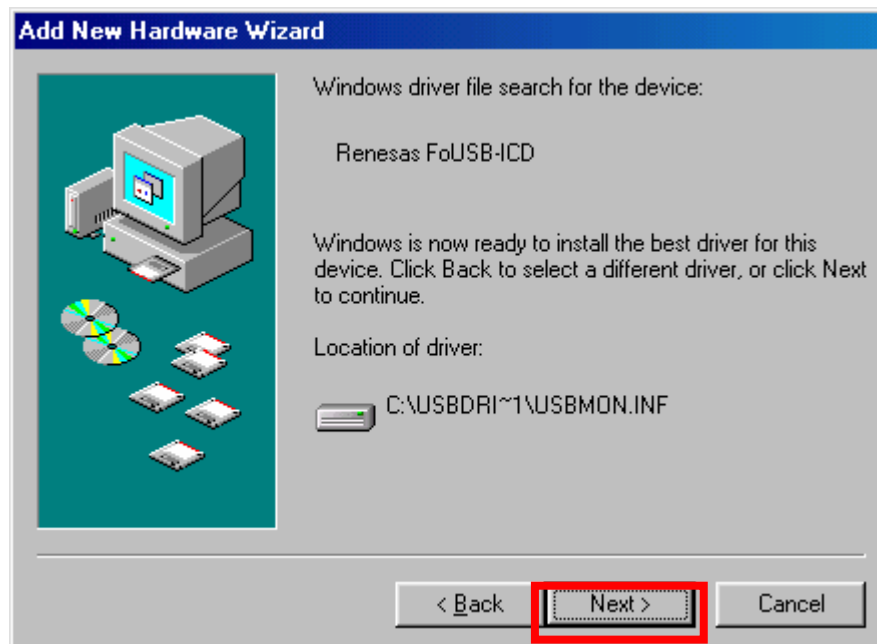 Add New Hardware Wizard
Windows driver file search for the device:
Renesas FoUSB-ICD
Windows is now ready to install the best driver for this
device. Click Back to select a different driver, or click Next
to continue.
Location of driver:
C:\USBDRI~1\USBMON.INF
< Back Next > Cancel